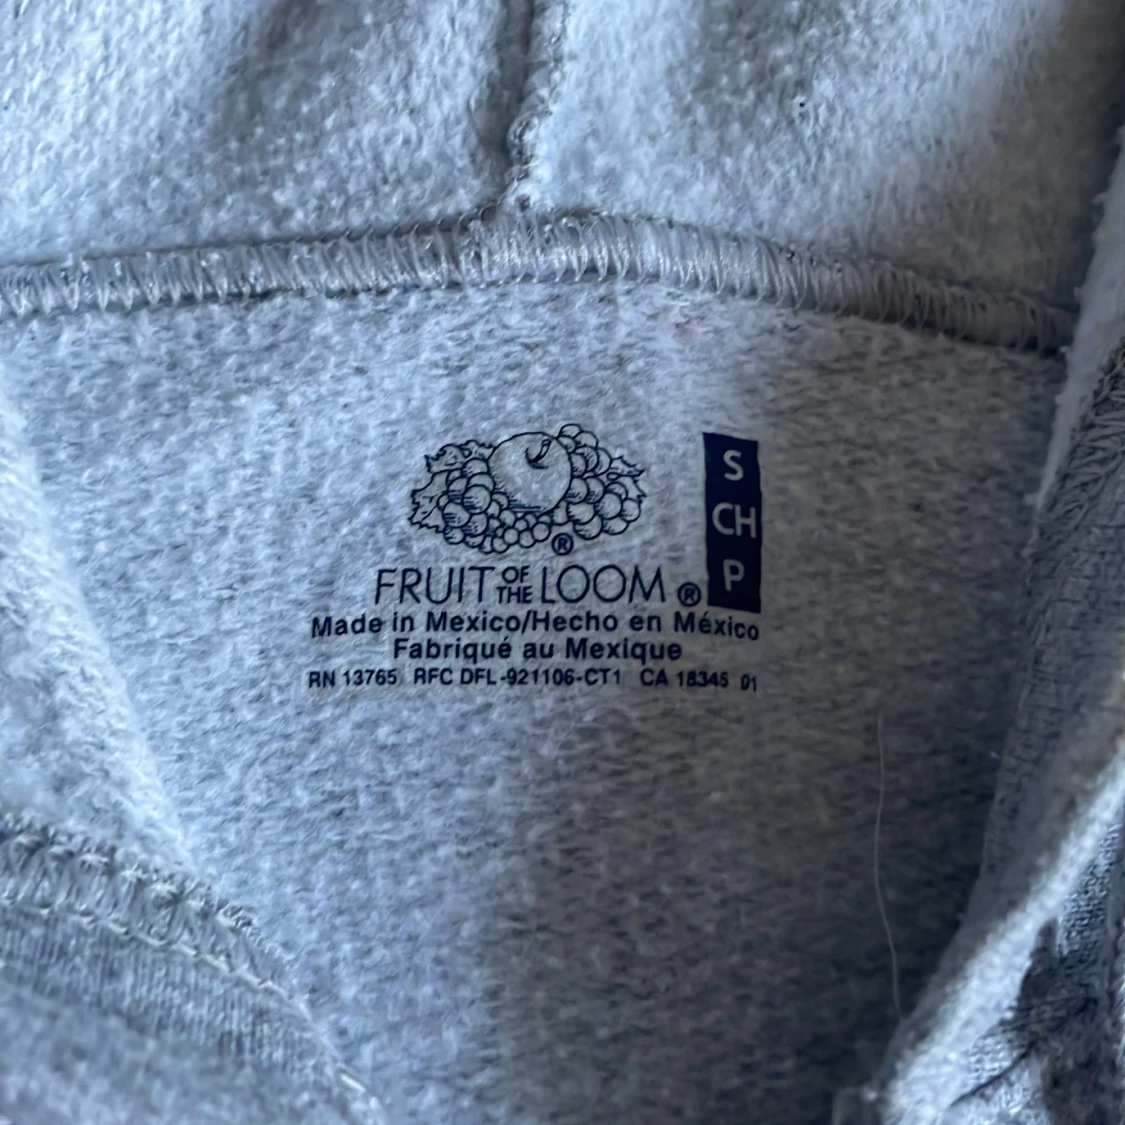 S
CH
P
®
FRUIT OF THE LOOM ®
Made in Mexico/Hecho en México
Fabriqué au Mexique
RN 13765 RFC DFL-921106-CT1 CA 18345 01